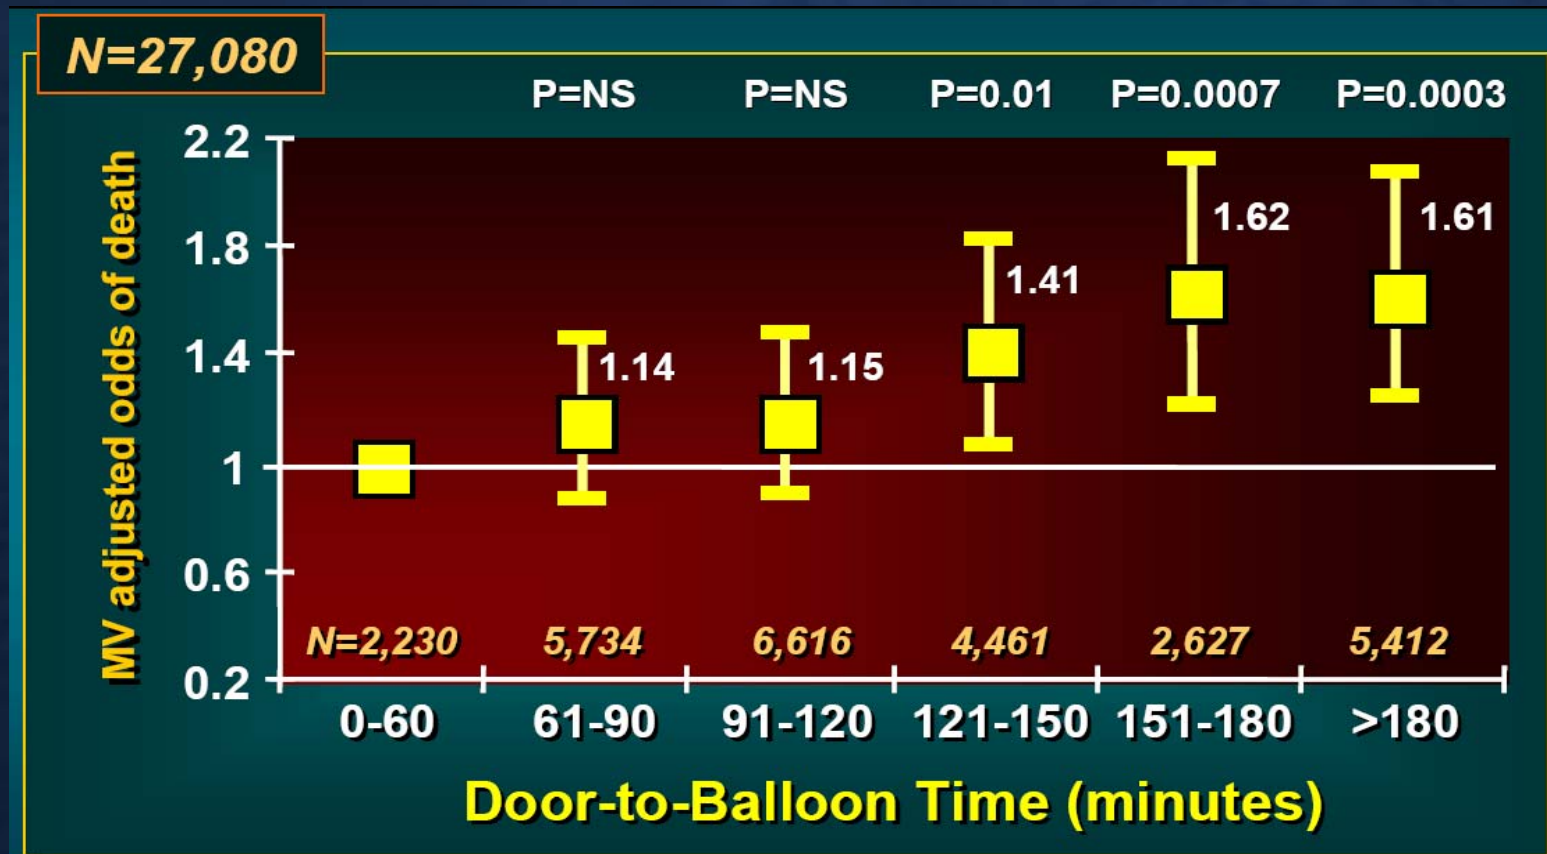 N=27,080
P=NS P=NS P=0.01 P=0.0007 P=0.0003
MV adjusted odds of death
2.2
1.8
1.4
1
0.6
0.2
1.14
1.15
1.41
1.62
1.61
N=2,230 5,734 6,616 4,461 2,627 5,412
0-60 61-90 91-120 121-150 151-180 >180
Door-to-Balloon Time (minutes)